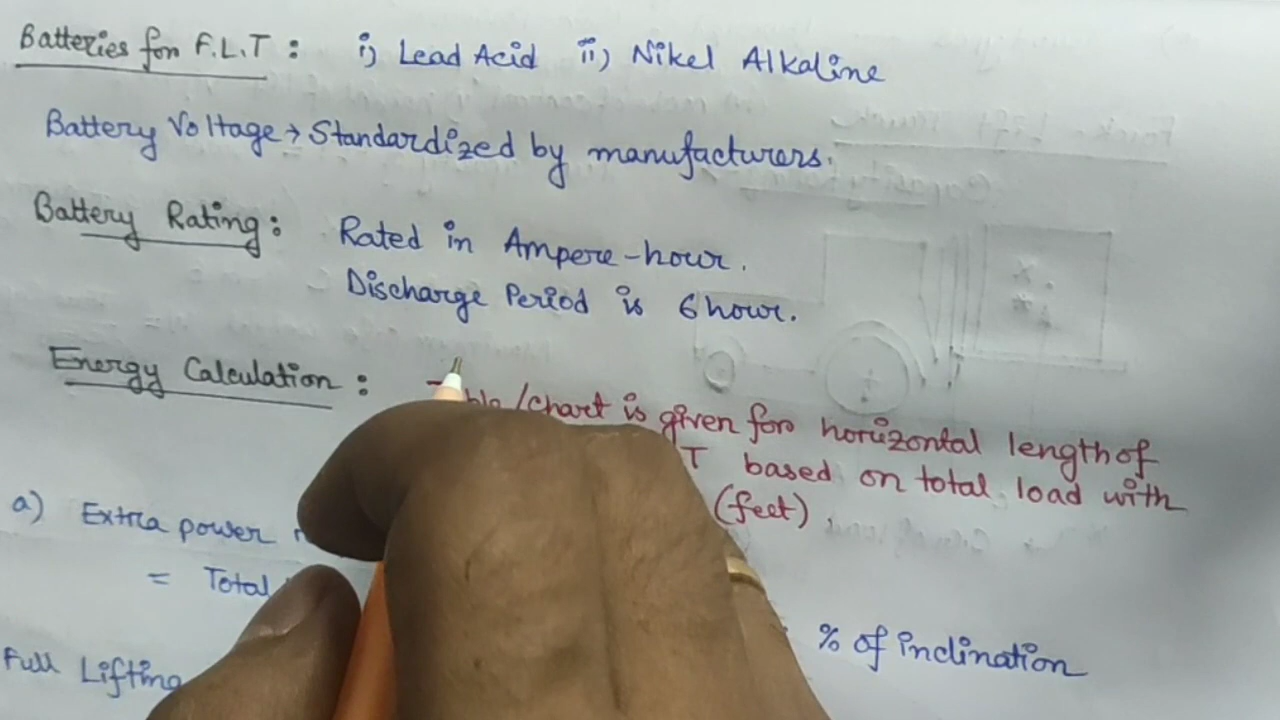 Batteries for F.L.T : i) Lead Acid ii) Nikel Alkaline
Battery Voltage → Standardized by manufacturers.
Battery Rating : Rated in Ampere-hour.
Discharge Period is 6 hour.
Energy Calculation : /chart is given for horizontal length of
T based on total load with
(feet)
a) Extra power
= Total
% of inclination
Full Lifting